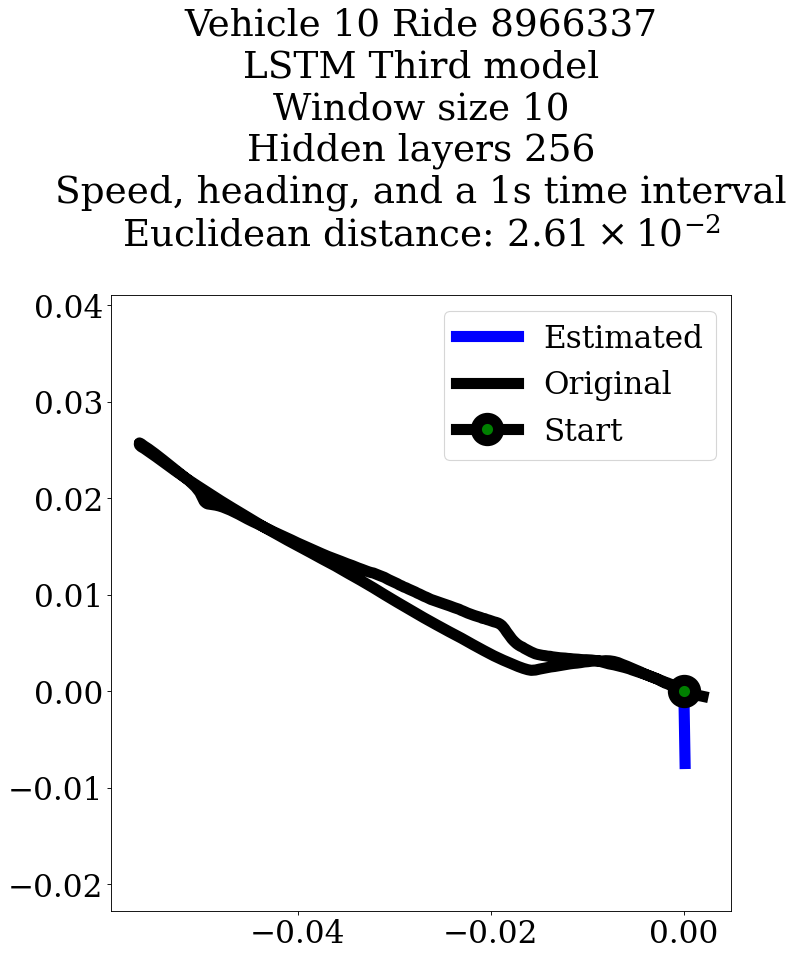 Vehicle 10 Ride 8966337
LSTM Third model
Window size 10
Hidden layers 256
Speed, heading, and a 1s time interval
Euclidean distance: 2.61 × 10⁻²
Estimated
Original
Start
0.04
0.03
0.02
0.01
0.00
−0.01
−0.02
−0.04
−0.02
0.00